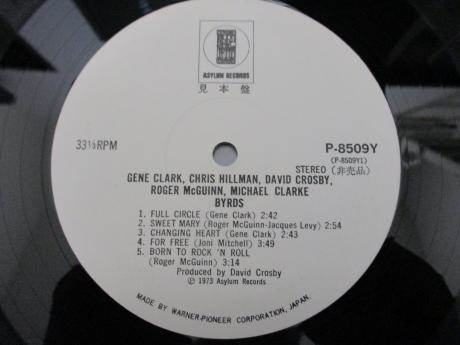 ASYLUM RECORDS
見本盤
33⅓RPM
P-8509Y
(P-8509Y1)
STEREO (非売品)
GENE CLARK, CHRIS HILLMAN, DAVID CROSBY,
ROGER McGUINN, MICHAEL CLARKE
BYRDS
1. FULL CIRCLE (Gene Clark) 2:42
2. SWEET MARY (Roger McGuinn-Jacques Levy) 2:54
3. CHANGING HEART (Gene Clark) 2:43
4. FOR FREE (Joni Mitchell) 3:49
5. BORN TO ROCK 'N ROLL
(Roger McGuinn) 3:14
Produced by David Crosby
℗ 1973 Asylum Records
MADE BY WARNER-PIONEER CORPORATION, JAPAN.